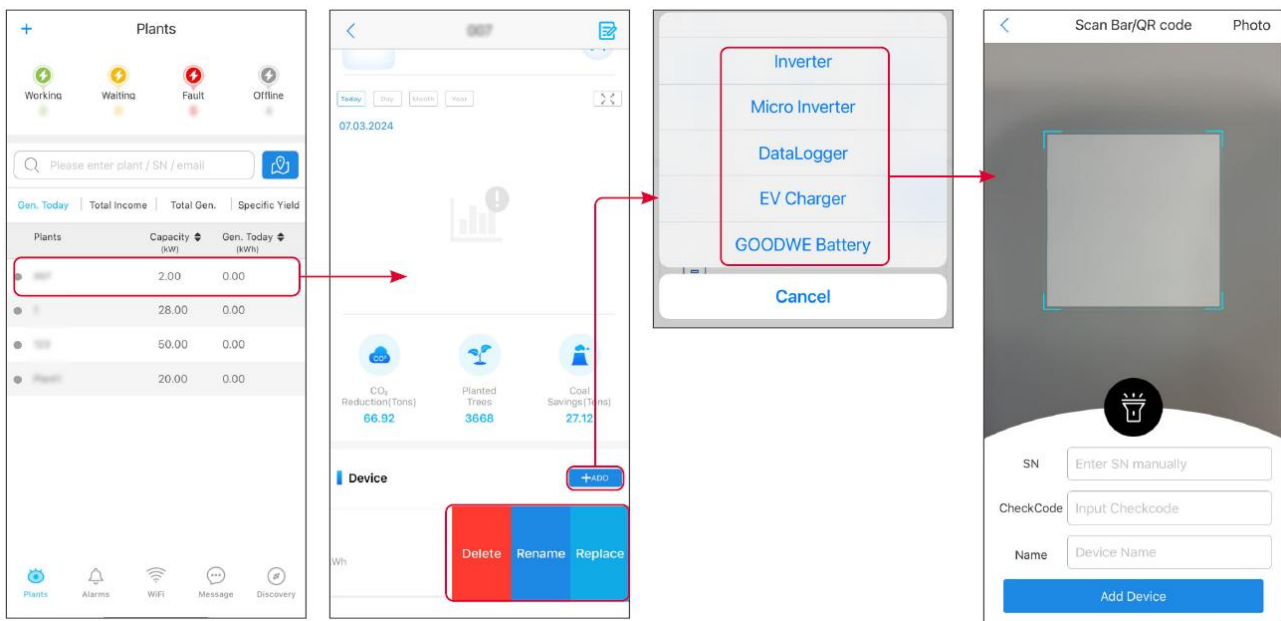 + Plants
Working Waiting Fault Offline
Please enter plant / SN / email
Gen. Today Total Income Total Gen. Specific Yield
Plants Capacity Gen. Today
(kW) (kWh)
2.00 0.00
28.00 0.00
50.00 0.00
20.00 0.00
Plants Alarms WiFi Message Discovery
007
Today Day Month Year
07.03.2024
CO₂
Reduction(Tons)
66.92
Planted
Trees
3668
Coal
Savings(Tons)
27.12
Device
+ADD
Wh
Delete Rename Replace
Inverter
Micro Inverter
DataLogger
EV Charger
GOODWE Battery
Cancel
Scan Bar/QR code Photo
SN Enter SN manually
CheckCode Input Checkcode
Name Device Name
Add Device